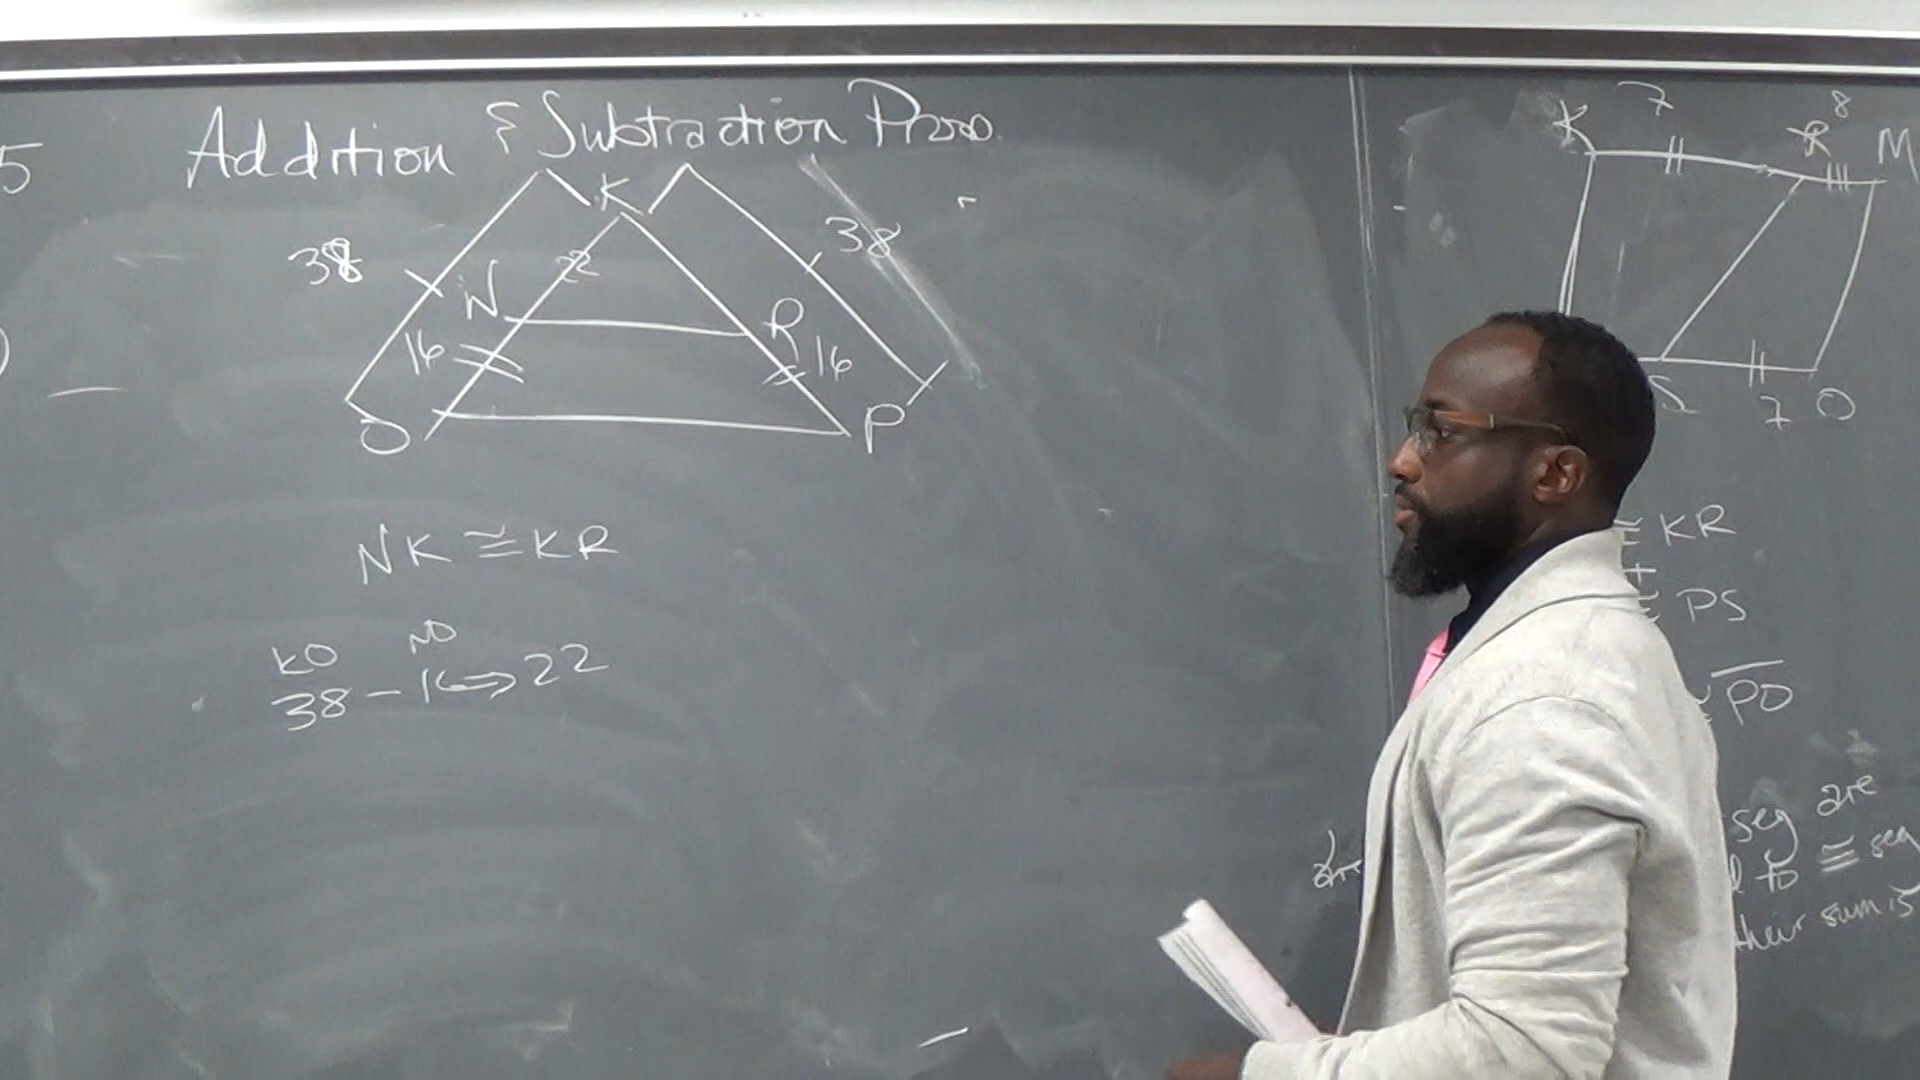 5
Addition & Subtraction Proo
K
38
38
22
N
R
16
16
O
P
NK ≅ KR
KO NO
38 - 16 ⇒ 22
7
8
K
R
M
S
7
O
≅ KR
+
≅ PS
PO
seg are
to ≅ seg
their sum is